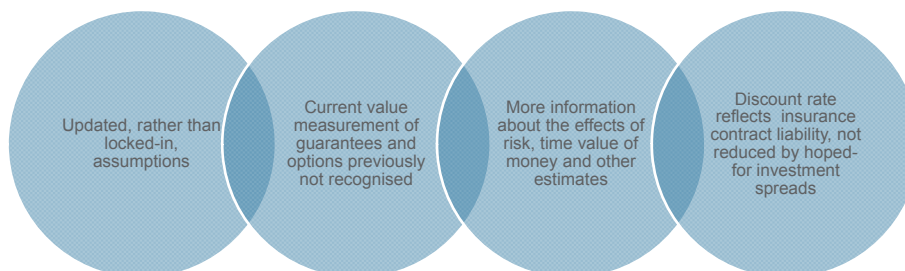 Updated, rather than
locked-in,
assumptions
Current value
measurement of
guarantees and
options previously
not recognised
More information
about the effects of
risk, time value of
money and other
estimates
Discount rate
reflects insurance
contract liability, not
reduced by hoped-
for investment
spreads